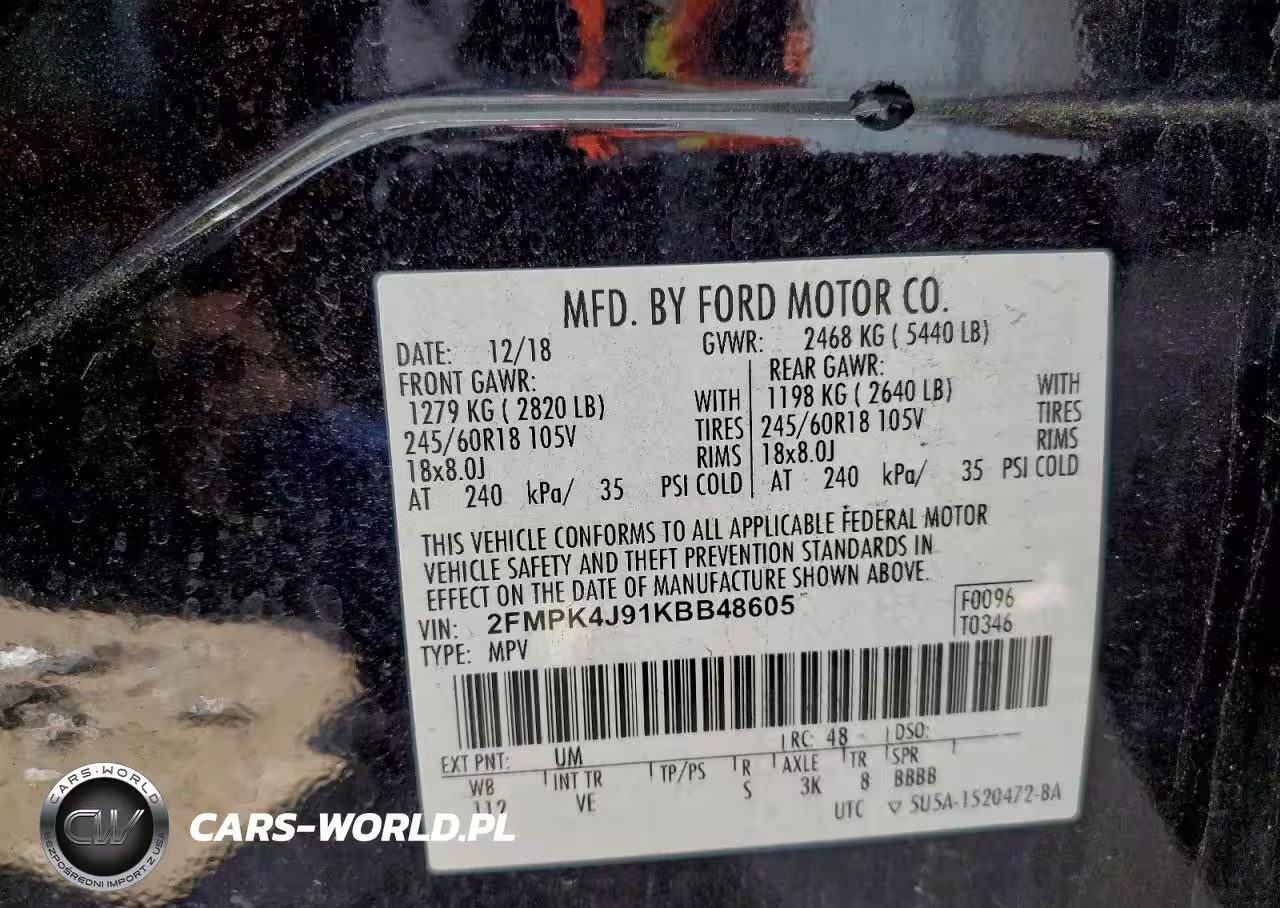 MFD. BY FORD MOTOR CO.
DATE: 12/18 GVWR: 2468 KG ( 5440 LB)
FRONT GAWR: REAR GAWR:
1279 KG ( 2820 LB) WITH 1198 KG ( 2640 LB) WITH
245/60R18 105V TIRES 245/60R18 105V TIRES
18x8.0J RIMS 18x8.0J RIMS
AT 240 kPa/ 35 PSI COLD AT 240 kPa/ 35 PSI COLD
THIS VEHICLE CONFORMS TO ALL APPLICABLE FEDERAL MOTOR
VEHICLE SAFETY AND THEFT PREVENTION STANDARDS IN
EFFECT ON THE DATE OF MANUFACTURE SHOWN ABOVE.
VIN: 2FMPK4J91KBB48605 F0096
TYPE: MPV T0346
EXT PNT: UM RC: 48 DSO:
WB INT TR TP/PS R AXLE TR SPR
112 VE S 3K 8 BBBB
UTC ▽ 5U5A-1520472-BA
CARS-WORLD
CW
BEZPOŚREDNI IMPORT Z USA
CARS-WORLD.PL